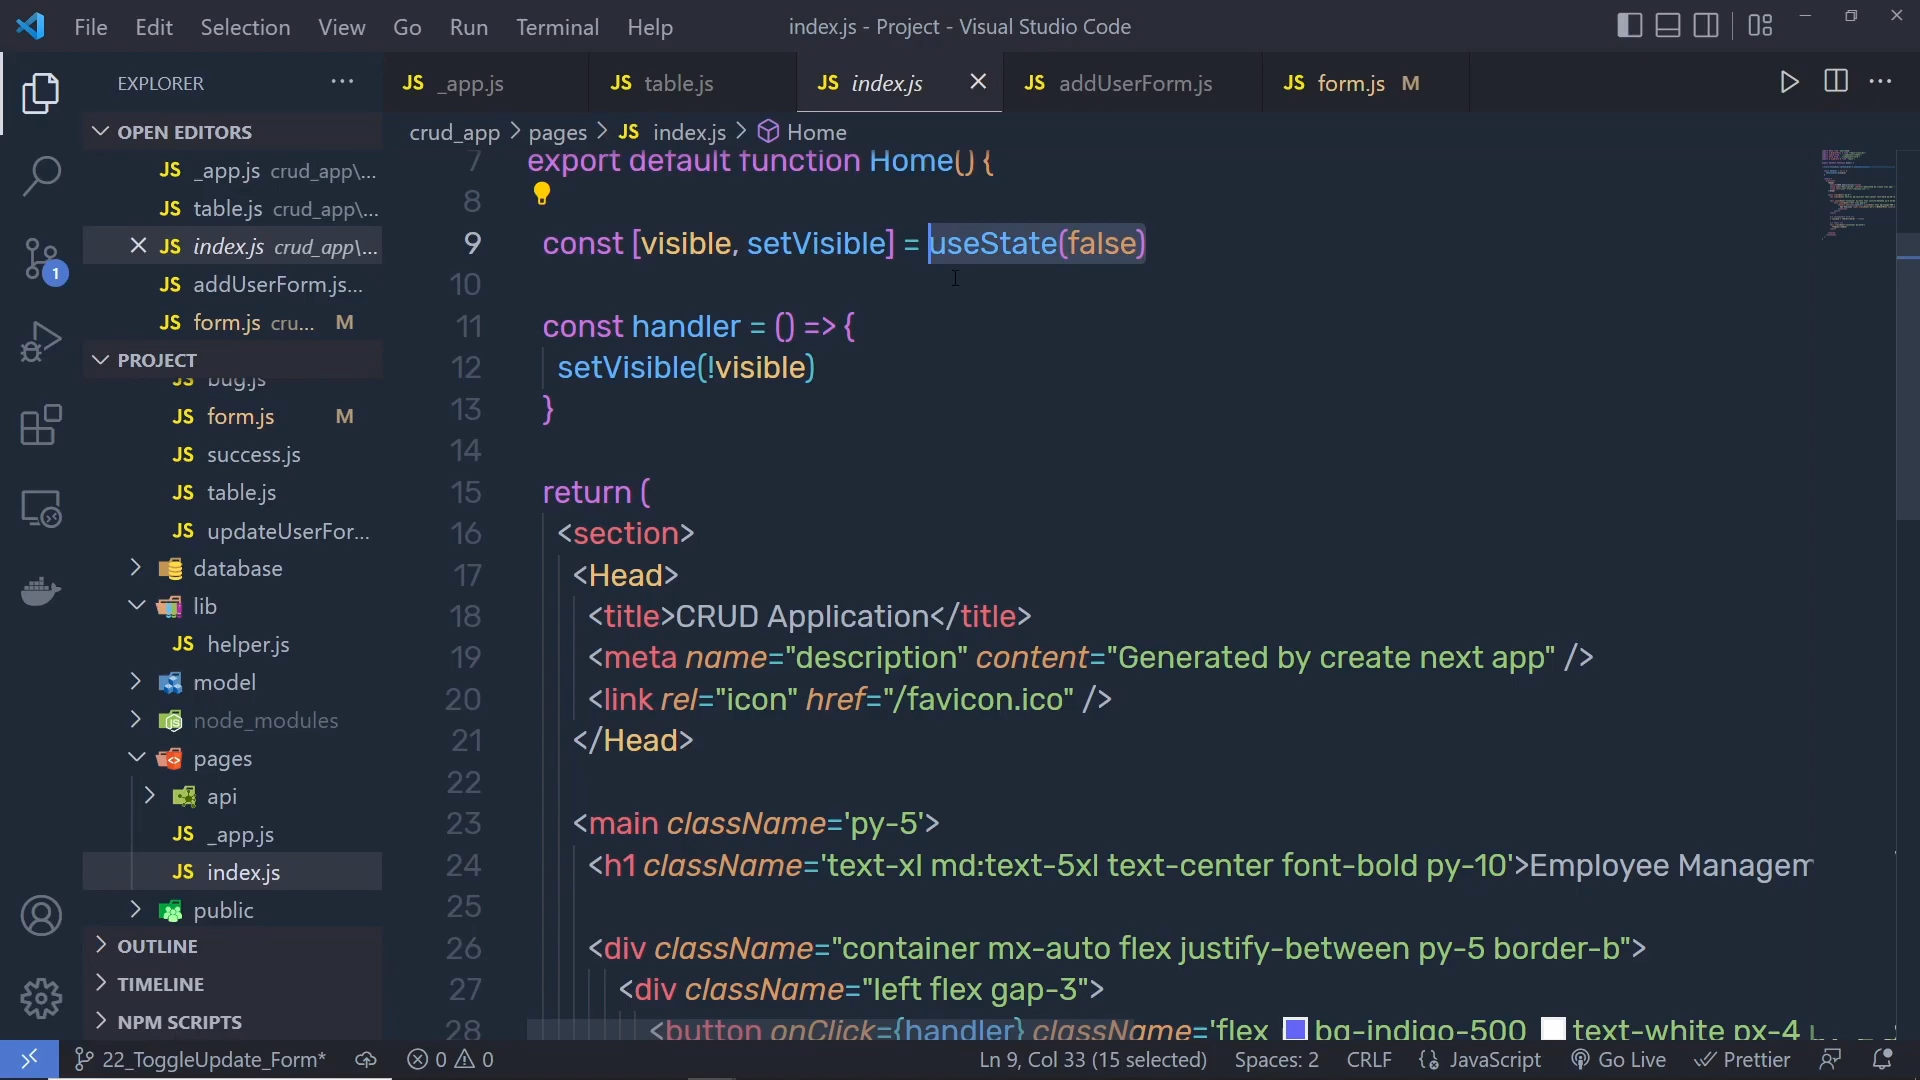 File Edit Selection View Go Run Terminal Help
index.js - Project - Visual Studio Code
EXPLORER
OPEN EDITORS
JS _app.js crud_app\...
JS table.js crud_app\...
JS index.js crud_app\...
addUserForm.js...
JS form.js cru... M
1
PROJECT
JS bug.js
JS form.js M
JS success.js
JS table.js
JS updateUserFor...
database
lib
JS helper.js
model
node_modules
pages
api
JS _app.js
JS index.js
public
OUTLINE
TIMELINE
NPM SCRIPTS
JS _app.js JS table.js JS index.js JS addUserForm.js JS form.js M
crud_app > pages > JS index.js > Home
7 export default function Home() {
8
9 const [visible, setVisible] = useState(false)
10
11 const handler = () => {
12 setVisible(!visible)
13 }
14
15 return (
16 <section>
17 <Head>
18 <title>CRUD Application</title>
19 <meta name="description" content="Generated by create next app" />
20 <link rel="icon" href="/favicon.ico" />
21 </Head>
22
23 <main className='py-5'>
24 <h1 className='text-xl md:text-5xl text-center font-bold py-10'>Employee Managem
25
26 <div className="container mx-auto flex justify-between py-5 border-b">
27 <div className="left flex gap-3">
28 <button onClick={handler} className='flex bg-indigo-500 text-white px-4
22_ToggleUpdate_Form* 0 0 Ln 9, Col 33 (15 selected) Spaces: 2 CRLF {} JavaScript Go Live Prettier